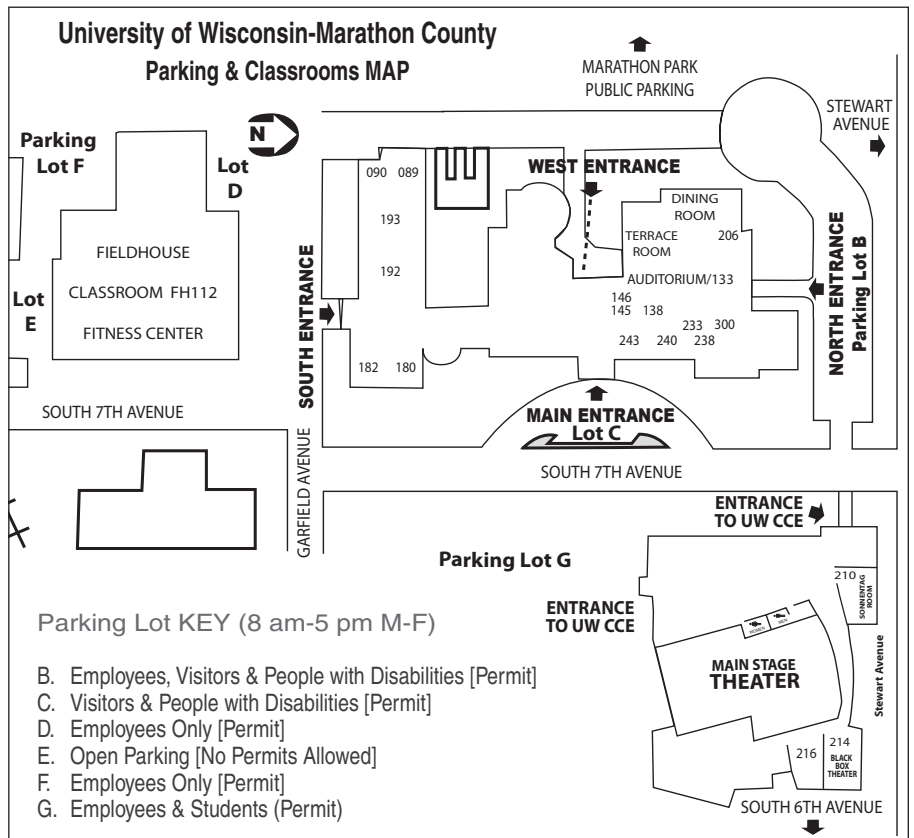 University of Wisconsin-Marathon County
Parking & Classrooms MAP
MARATHON PARK
PUBLIC PARKING
STEWART
AVENUE
Parking
Lot F
N
Lot
D
WEST ENTRANCE
090 089
193
192
182 180
DINING
ROOM
TERRACE
ROOM
206
AUDITORIUM/133
146
145 138
233 300
243 240 238
FIELDHOUSE
CLASSROOM FH112
FITNESS CENTER
Lot
E
SOUTH ENTRANCE
NORTH ENTRANCE
Parking Lot B
MAIN ENTRANCE
Lot C
SOUTH 7TH AVENUE
SOUTH 7TH AVENUE
GARFIELD AVENUE
ENTRANCE
TO UW CCE
Parking Lot G
ENTRANCE
TO UW CCE
210
SONNENTAG
ROOM
WOMEN
MEN
MAIN STAGE
THEATER
Stewart Avenue
216
214
BLACK
BOX
THEATER
SOUTH 6TH AVENUE
Parking Lot KEY (8 am-5 pm M-F)
B. Employees, Visitors & People with Disabilities [Permit]
C. Visitors & People with Disabilities [Permit]
D. Employees Only [Permit]
E. Open Parking [No Permits Allowed]
F. Employees Only [Permit]
G. Employees & Students (Permit)